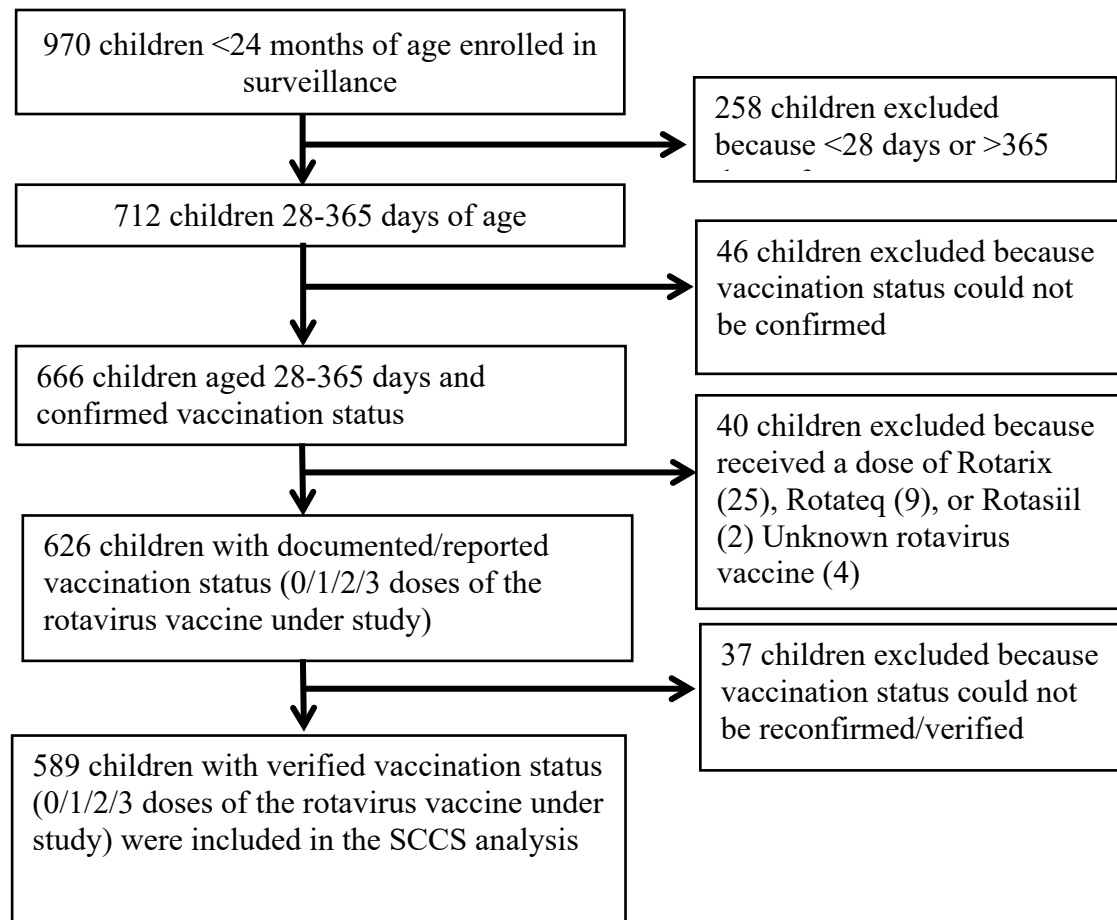 970 children <24 months of age enrolled in
surveillance
258 children excluded
because <28 days or >365
712 children 28-365 days of age
46 children excluded because
vaccination status could not
be confirmed
666 children aged 28-365 days and
confirmed vaccination status
40 children excluded because
received a dose of Rotarix
(25), Rotateq (9), or Rotasiil
(2) Unknown rotavirus
vaccine (4)
626 children with documented/reported
vaccination status (0/1/2/3 doses of the
rotavirus vaccine under study)
37 children excluded because
vaccination status could not
be reconfirmed/verified
589 children with verified vaccination status
(0/1/2/3 doses of the rotavirus vaccine under
study) were included in the SCCS analysis